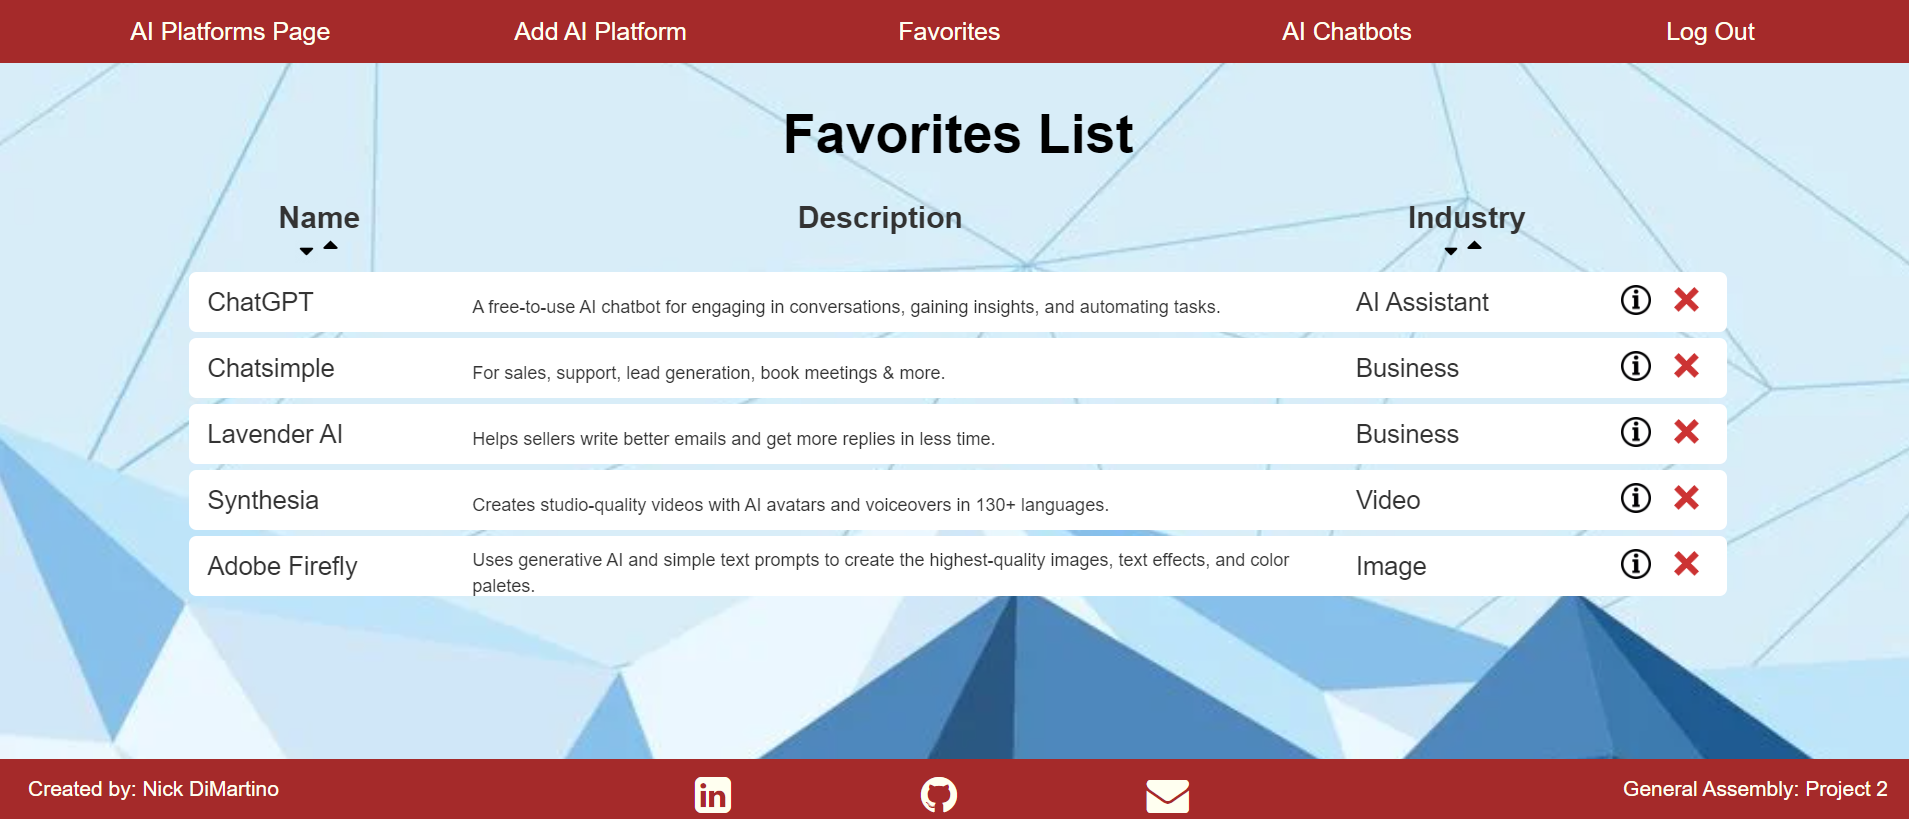 AI Platforms Page
Add AI Platform
Favorites
AI Chatbots
Log Out
Favorites List
Name
Description
Industry
ChatGPT
A free-to-use AI chatbot for engaging in conversations, gaining insights, and automating tasks.
AI Assistant
Chatsimple
For sales, support, lead generation, book meetings & more.
Business
Lavender AI
Helps sellers write better emails and get more replies in less time.
Business
Synthesia
Creates studio-quality videos with AI avatars and voiceovers in 130+ languages.
Video
Adobe Firefly
Uses generative AI and simple text prompts to create the highest-quality images, text effects, and color
paletes.
Image
Created by: Nick DiMartino
in
General Assembly: Project 2